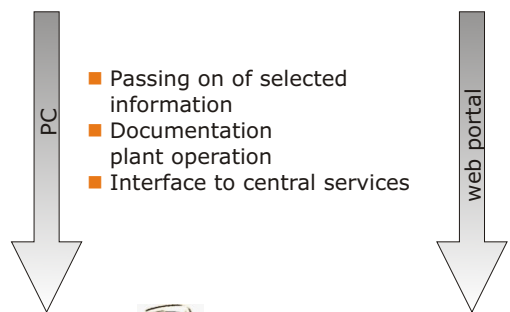 PC
Passing on of selected
information
Documentation
plant operation
Interface to central services
web portal